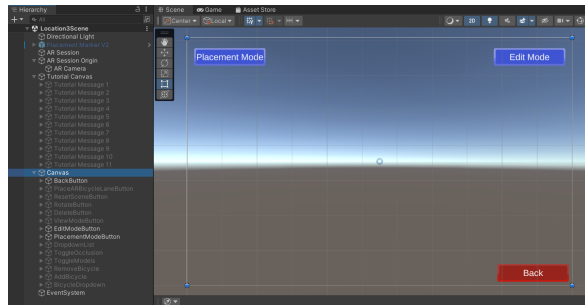 Hierarchy
All
Location3Scene
Directional Light
Placement Marker V2
AR Session
AR Session Origin
AR Camera
Tutorial Canvas
Tutorial Message 1
Tutorial Message 2
Tutorial Message 3
Tutorial Message 4
Tutorial Message 5
Tutorial Message 6
Tutorial Message 7
Tutorial Message 8
Tutorial Message 9
Tutorial Message 10
Tutorial Message 11
Canvas
BackButton
PlaceARBicycleLaneButton
ResetSceneButton
RotateButton
DeleteButton
ViewModeButton
EditModeButton
PlacementModeButton
DropdownList
ToggleOcclusion
ToggleModels
RemoveBicycle
AddBicycle
BicycleDropdown
EventSystem
Scene Game Asset Store
Center Local 2D
Placement Mode Edit Mode
Back